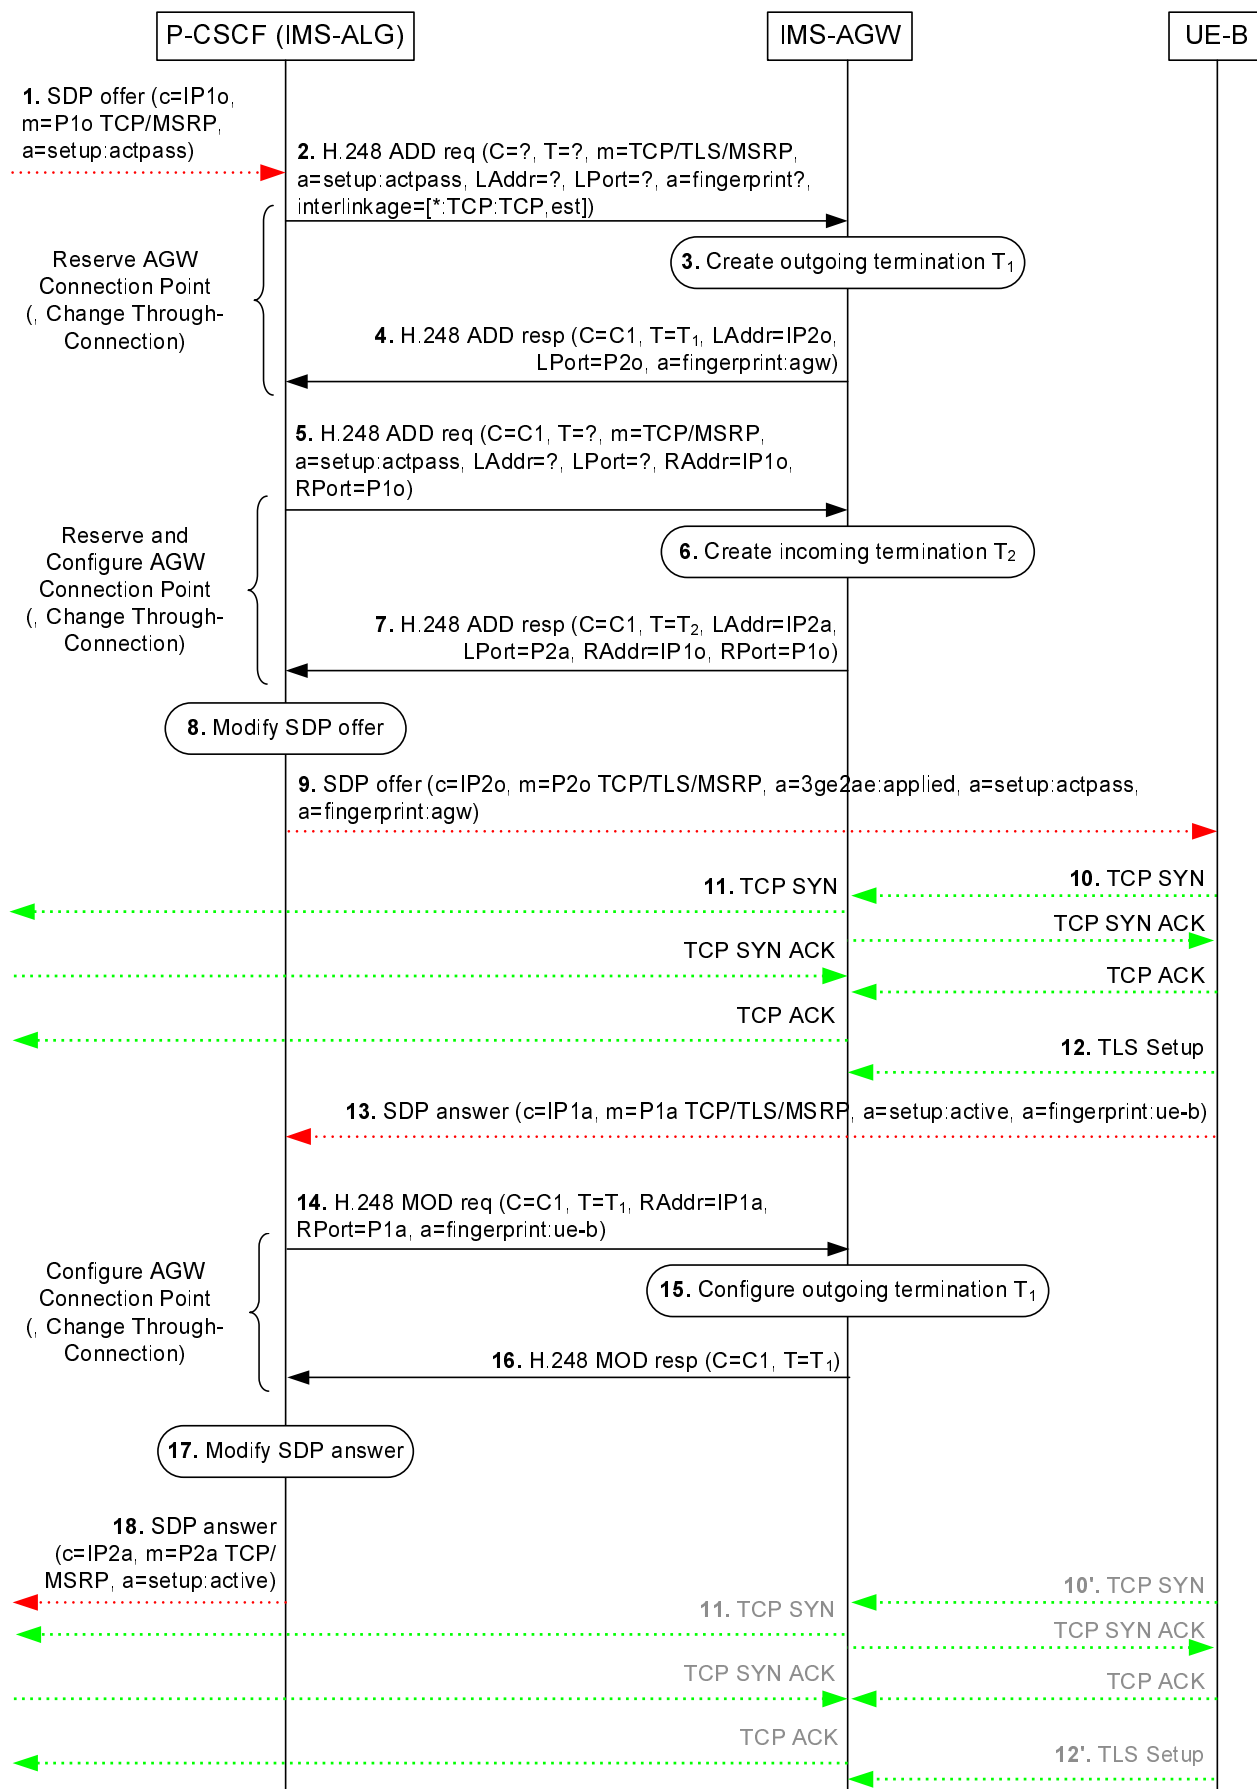 P-CSCF (IMS-ALG)
IMS-AGW
UE-B
1. SDP offer (c=IP1o,
m=P1o TCP/MSRP,
a=setup:actpass)
2. H.248 ADD req (C=?, T=?, m=TCP/TLS/MSRP,
a=setup:actpass, LAddr=?, LPort=?, a=fingerprint?,
interlinkage=[*:TCP:TCP,est])
Reserve AGW
Connection Point
(, Change Through-
Connection)
3. Create outgoing termination T1
4. H.248 ADD resp (C=C1, T=T1, LAddr=IP2o,
LPort=P2o, a=fingerprint:agw)
5. H.248 ADD req (C=C1, T=?, m=TCP/MSRP,
a=setup:actpass, LAddr=?, LPort=?, RAddr=IP1o,
RPort=P1o)
Reserve and
Configure AGW
Connection Point
(, Change Through-
Connection)
6. Create incoming termination T2
7. H.248 ADD resp (C=C1, T=T2, LAddr=IP2a,
LPort=P2a, RAddr=IP1o, RPort=P1o)
8. Modify SDP offer
9. SDP offer (c=IP2o, m=P2o TCP/TLS/MSRP, a=3ge2ae:applied, a=setup:actpass,
a=fingerprint:agw)
11. TCP SYN
10. TCP SYN
TCP SYN ACK
TCP SYN ACK
TCP ACK
TCP ACK
12. TLS Setup
13. SDP answer (c=IP1a, m=P1a TCP/TLS/MSRP, a=setup:active, a=fingerprint:ue-b)
14. H.248 MOD req (C=C1, T=T1, RAddr=IP1a,
RPort=P1a, a=fingerprint:ue-b)
Configure AGW
Connection Point
(, Change Through-
Connection)
15. Configure outgoing termination T1
16. H.248 MOD resp (C=C1, T=T1)
17. Modify SDP answer
18. SDP answer
(c=IP2a, m=P2a TCP/
MSRP, a=setup:active)
10'. TCP SYN
11. TCP SYN
TCP SYN ACK
TCP SYN ACK
TCP ACK
TCP ACK
12'. TLS Setup